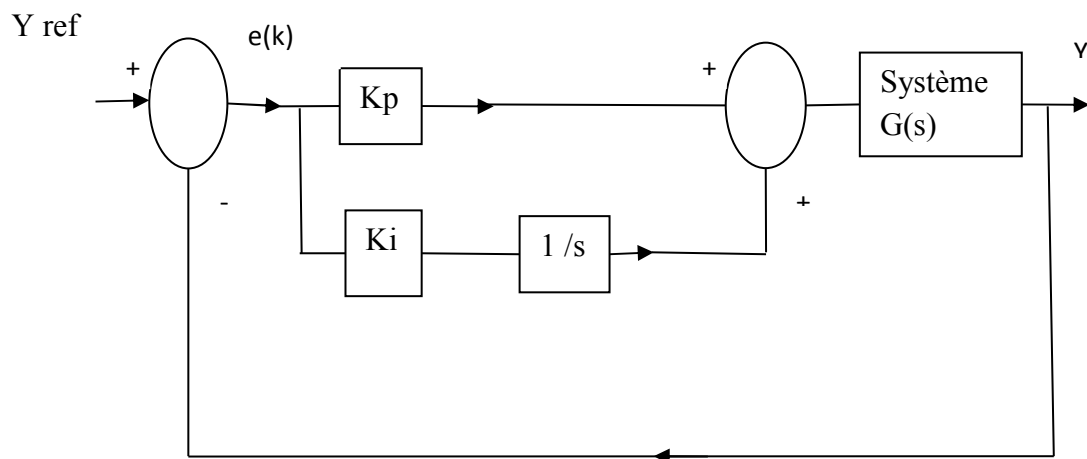 Y ref
e(k)
Y
+
+
Kp
Système
G(s)
-
+
Ki
1 /s